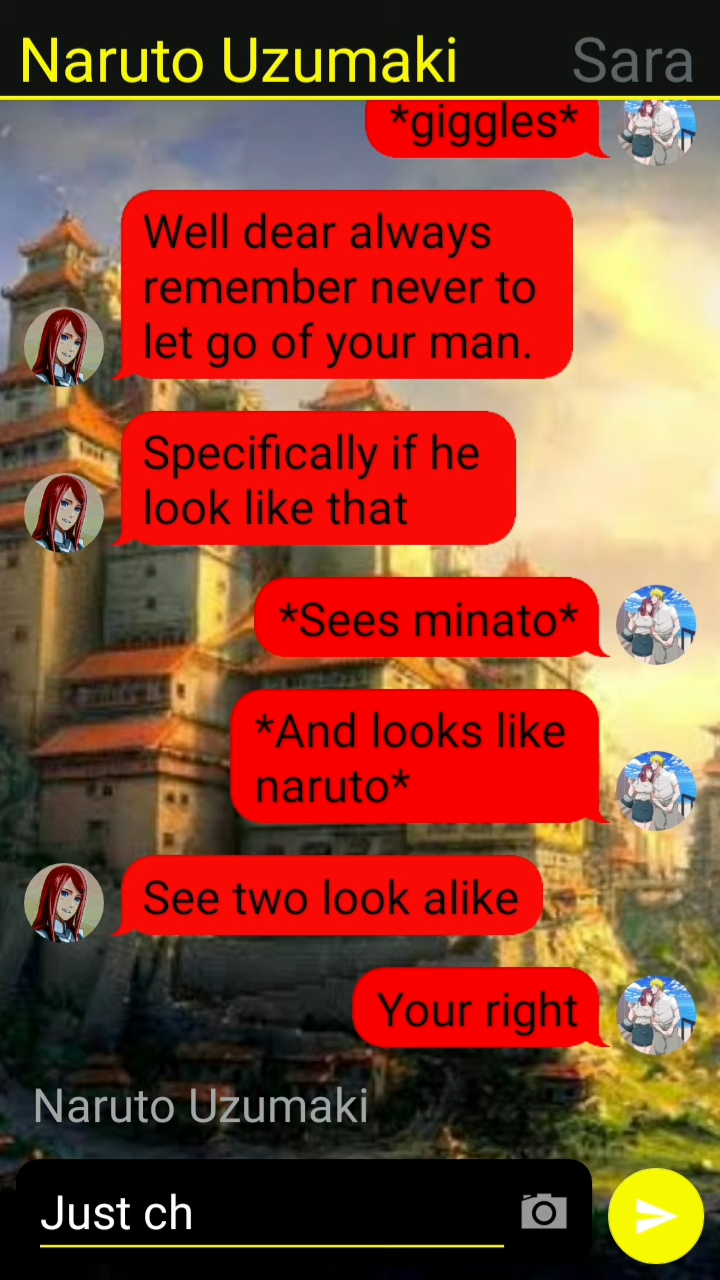 Naruto Uzumaki Sara
*giggles*
Well dear always
remember never to
let go of your man.
Specifically if he
look like that
*Sees minato*
*And looks like
naruto*
See two look alike
Your right
Naruto Uzumaki
Just ch